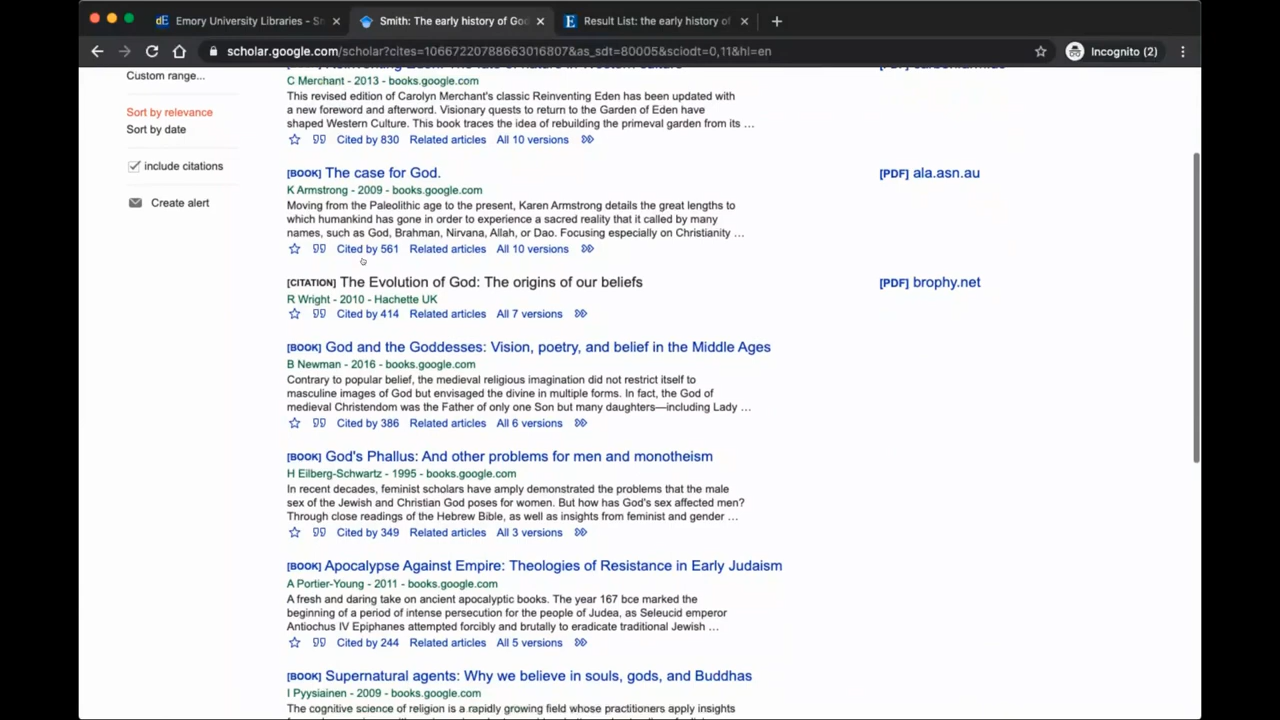 Emory University Libraries - S
Smith: The early history of Go
Result List: the early history of
scholar.google.com/scholar?cites=10667220788663016807&as_sdt=80005&sciodt=0,11&hl=en
Incognito (2)
Custom range...
Sort by relevance
Sort by date
include citations
Create alert
C Merchant - 2013 - books.google.com
This revised edition of Carolyn Merchant's classic Reinventing Eden has been updated with
a new foreword and afterword. Visionary quests to return to the Garden of Eden have
shaped Western Culture. This book traces the idea of rebuilding the primeval garden from its ...
Cited by 830 Related articles All 10 versions
[BOOK] The case for God.
[PDF] ala.asn.au
K Armstrong - 2009 - books.google.com
Moving from the Paleolithic age to the present, Karen Armstrong details the great lengths to
which humankind has gone in order to experience a sacred reality that it called by many
names, such as God, Brahman, Nirvana, Allah, or Dao. Focusing especially on Christianity ...
Cited by 561 Related articles All 10 versions
[CITATION] The Evolution of God: The origins of our beliefs
[PDF] brophy.net
R Wright - 2010 - Hachette UK
Cited by 414 Related articles All 7 versions
[BOOK] God and the Goddesses: Vision, poetry, and belief in the Middle Ages
B Newman - 2016 - books.google.com
Contrary to popular belief, the medieval religious imagination did not restrict itself to
masculine images of God but envisaged the divine in multiple forms. In fact, the God of
medieval Christendom was the Father of only one Son but many daughters—including Lady ...
Cited by 386 Related articles All 6 versions
[BOOK] God's Phallus: And other problems for men and monotheism
H Eilberg-Schwartz - 1995 - books.google.com
In recent decades, feminist scholars have amply demonstrated the problems that the male
sex of the Jewish and Christian God poses for women. But how has God's sex affected men?
Through close readings of the Hebrew Bible, as well as insights from feminist and gender ...
Cited by 349 Related articles All 3 versions
[BOOK] Apocalypse Against Empire: Theologies of Resistance in Early Judaism
A Portier-Young - 2011 - books.google.com
A fresh and daring take on ancient apocalyptic books. The year 167 bce marked the
beginning of a period of intense persecution for the people of Judea, as Seleucid emperor
Antiochus IV Epiphanes attempted forcibly and brutally to eradicate traditional Jewish ...
Cited by 244 Related articles All 5 versions
[BOOK] Supernatural agents: Why we believe in souls, gods, and Buddhas
I Pyysiainen - 2009 - books.google.com
The cognitive science of religion is a rapidly growing field whose practitioners apply insights